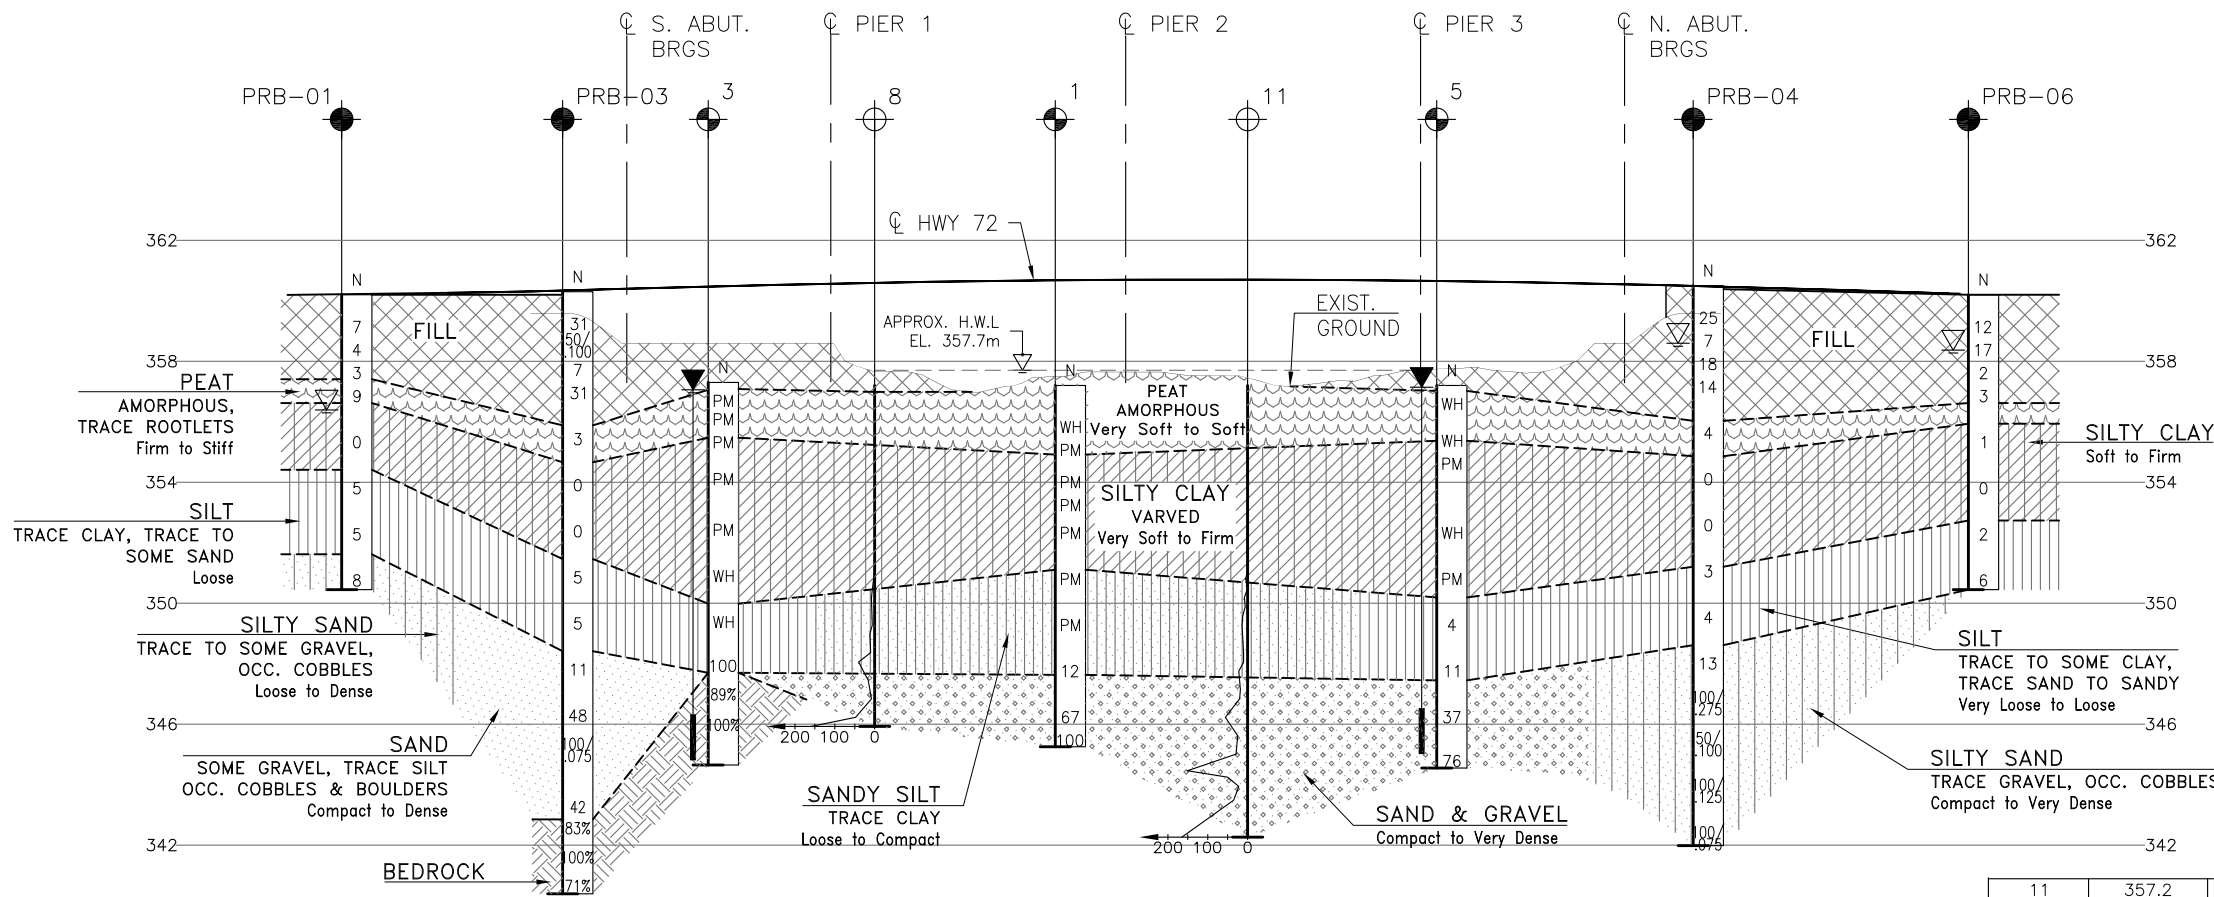 ℄ S. ABUT.
BRGS
℄ PIER 1
℄ PIER 2
℄ PIER 3
℄ N. ABUT.
BRGS
PRB-01
PRB-03
3
8
1
11
5
PRB-04
PRB-06
℄ HWY 72
362
362
N
N
N
N
N
N
N
7
4
3
9
0
5
5
8
31
50/
.100
7
31
3
0
0
5
5
11
48
100/
.075
42
83%
100%
71%
PM
PM
PM
PM
PM
WH
WH
100
89%
100%
WH
PM
PM
PM
PM
PM
PM
12
67
100
WH
WH
PM
WH
PM
4
11
37
76
25
7
18
14
4
0
0
3
4
13
100/
.275
50/
.100
100/
.125
100/
.075
12
17
2
3
1
0
2
6
FILL
FILL
APPROX. H.W.L
EL. 357.7m
EXIST.
GROUND
358
358
PEAT
AMORPHOUS,
TRACE ROOTLETS
Firm to Stiff
PEAT
AMORPHOUS
Very Soft to Soft
SILTY CLAY
Soft to Firm
354
354
SILTY CLAY
VARVED
Very Soft to Firm
SILT
TRACE CLAY, TRACE TO
SOME SAND
Loose
350
350
SILTY SAND
TRACE TO SOME GRAVEL,
OCC. COBBLES
Loose to Dense
SILT
TRACE TO SOME CLAY,
TRACE SAND TO SANDY
Very Loose to Loose
346
346
200 100 0
SAND
SOME GRAVEL, TRACE SILT
OCC. COBBLES & BOULDERS
Compact to Dense
SANDY SILT
TRACE CLAY
Loose to Compact
SAND & GRAVEL
Compact to Very Dense
SILTY SAND
TRACE GRAVEL, OCC. COBBLES
Compact to Very Dense
342
342
200 100 0
BEDROCK
11 357.2